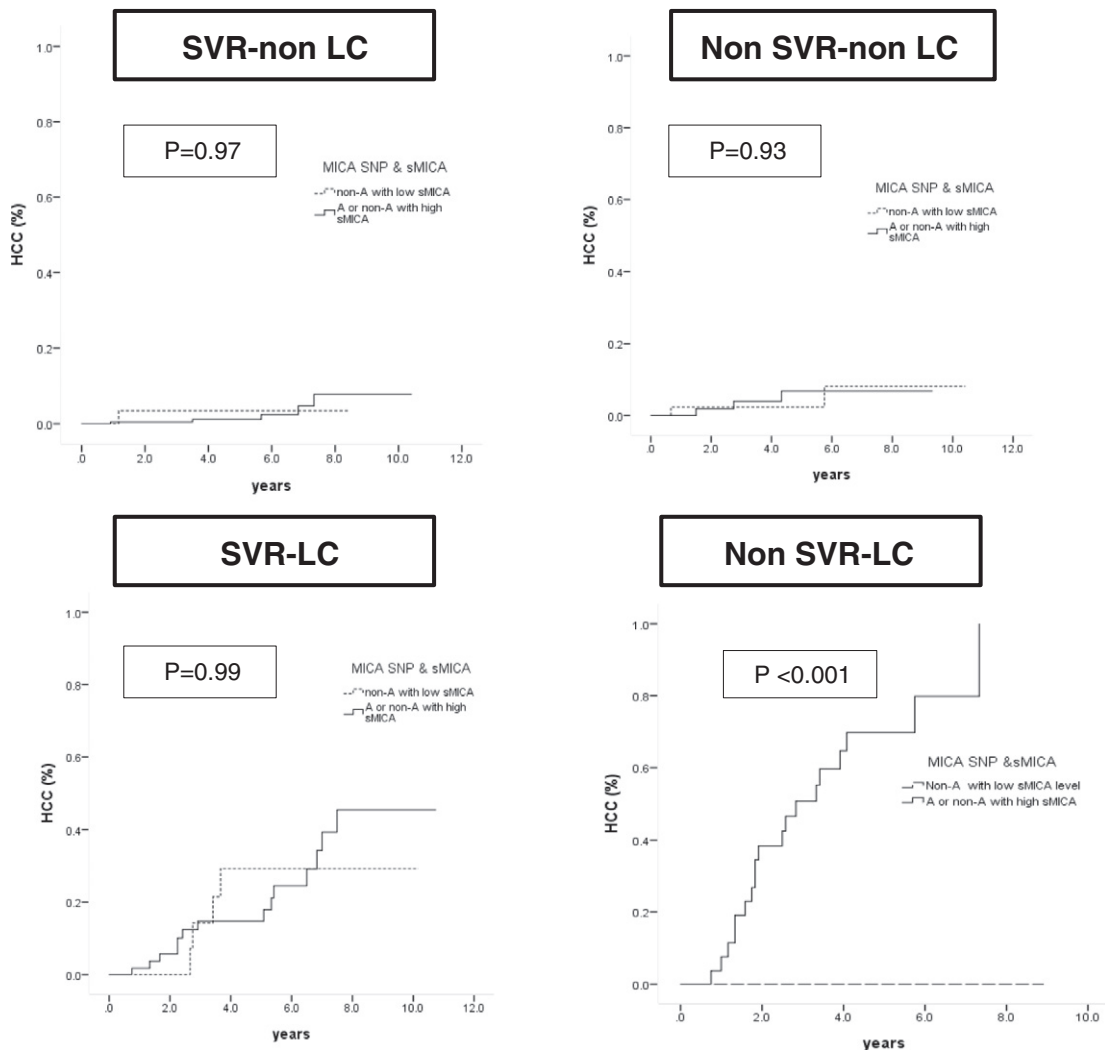 SVR-non LC
P=0.97
MICA SNP & sMICA
non-A with low sMICA
A or non-A with high
sMICA
HCC (%)
1.0
0.8
0.6
0.4
0.2
0.0
.0 2.0 4.0 6.0 8.0 10.0 12.0
years
Non SVR-non LC
P=0.93
MICA SNP & sMICA
non-A with low sMICA
A or non-A with high
sMICA
HCC (%)
1.0
0.8
0.6
0.4
0.2
0.0
.0 2.0 4.0 6.0 8.0 10.0 12.0
years
SVR-LC
P=0.99
MICA SNP & sMICA
non-A with low sMICA
A or non-A with high
sMICA
HCC (%)
1.0
0.8
0.6
0.4
0.2
0.0
.0 2.0 4.0 6.0 8.0 10.0 12.0
years
Non SVR-LC
P <0.001
MICA SNP &sMICA
Non-A with low sMICA level
A or non-A with high sMICA
HCC (%)
1.0
0.8
0.6
0.4
0.2
0.0
.0 2.0 4.0 6.0 8.0 10.0
years